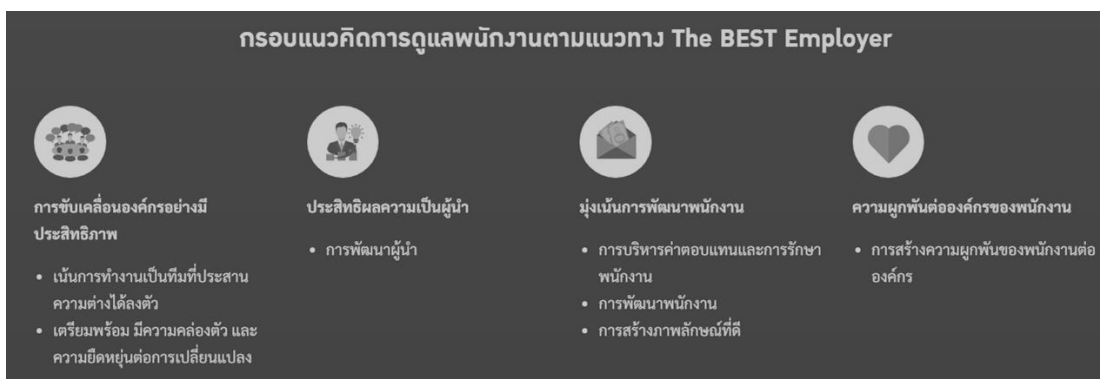 กรอบแนวคิดการดูแลพนักงานตามแนวทาง The BEST Employer
การขับเคลื่อนองค์กรอย่างมี
ประสิทธิภาพ
• เน้นการทำงานเป็นทีมที่ประสาน
ความต่างได้ลงตัว
• เตรียมพร้อม มีความคล่องตัว และ
ความยืดหยุ่นต่อการเปลี่ยนแปลง
ประสิทธิผลความเป็นผู้นำ
• การพัฒนาผู้นำ
มุ่งเน้นการพัฒนาพนักงาน
• การบริหารค่าตอบแทนและการรักษา
พนักงาน
• การพัฒนาพนักงาน
• การสร้างภาพลักษณ์ที่ดี
ความผูกพันต่อองค์กรของพนักงาน
• การสร้างความผูกพันของพนักงานต่อ
องค์กร